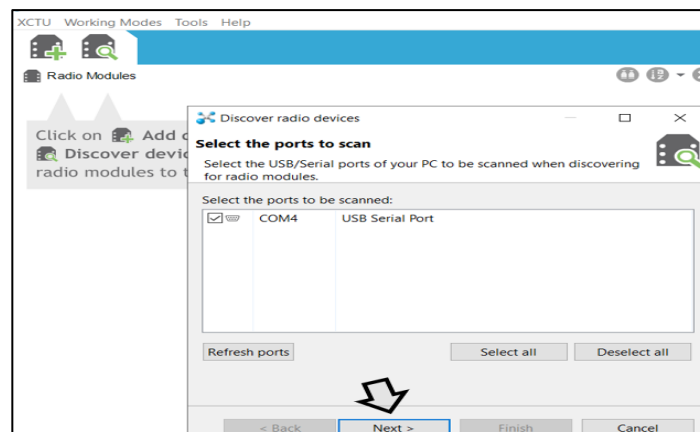 XCTU Working Modes Tools Help
Radio Modules
Click on Add
Discover
radio modules to
Discover radio devices
Select the ports to scan
Select the USB/Serial ports of your PC to be scanned when discovering
for radio modules.
Select the ports to be scanned:
COM4 USB Serial Port
Refresh ports Select all Deselect all
< Back Next > Finish Cancel